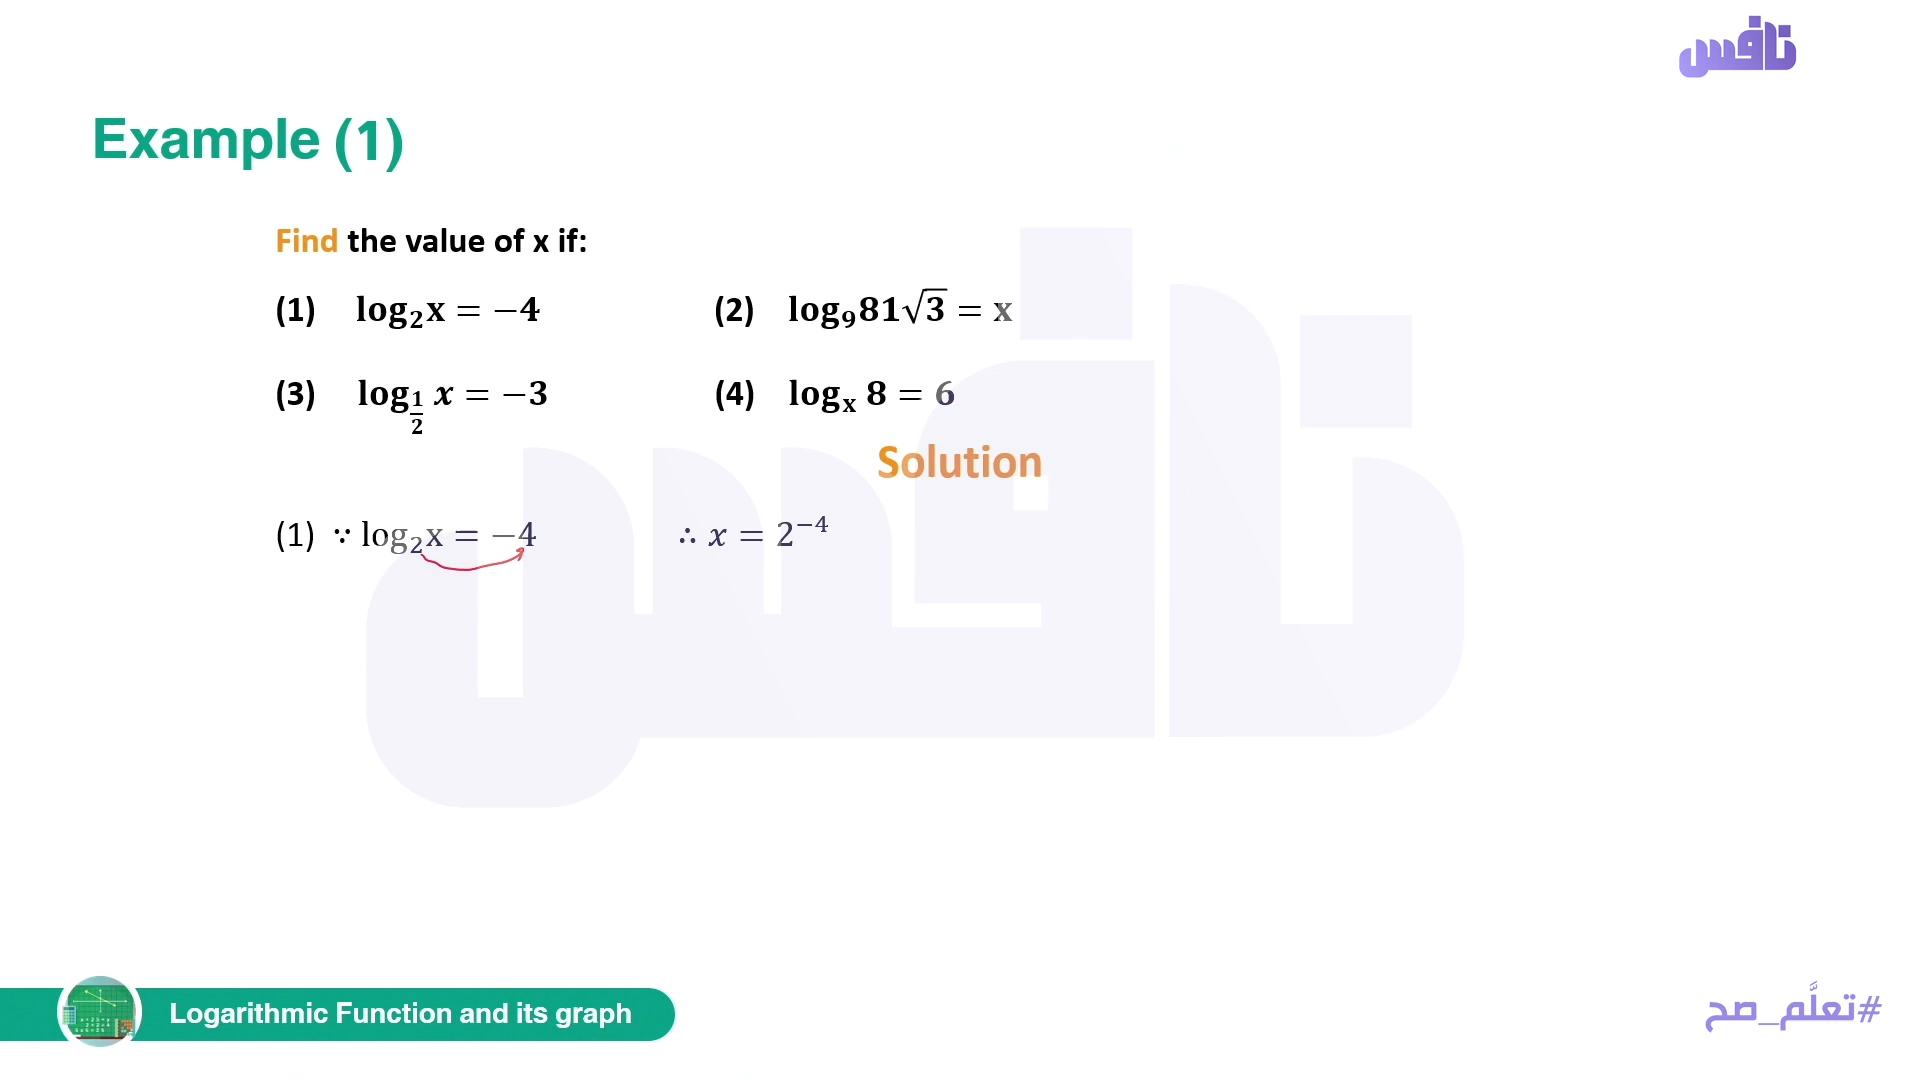 نافس
Example (1)
Find the value of x if:
(1) log₂x = −4 (2) log₉81√3 = x
(3) log_{1/2} x = −3 (4) logₓ 8 = 6
Solution
(1) ∵ log₂x = −4 ∴ x = 2⁻⁴
نافس
Logarithmic Function and its graph
#تعلَّم_صح